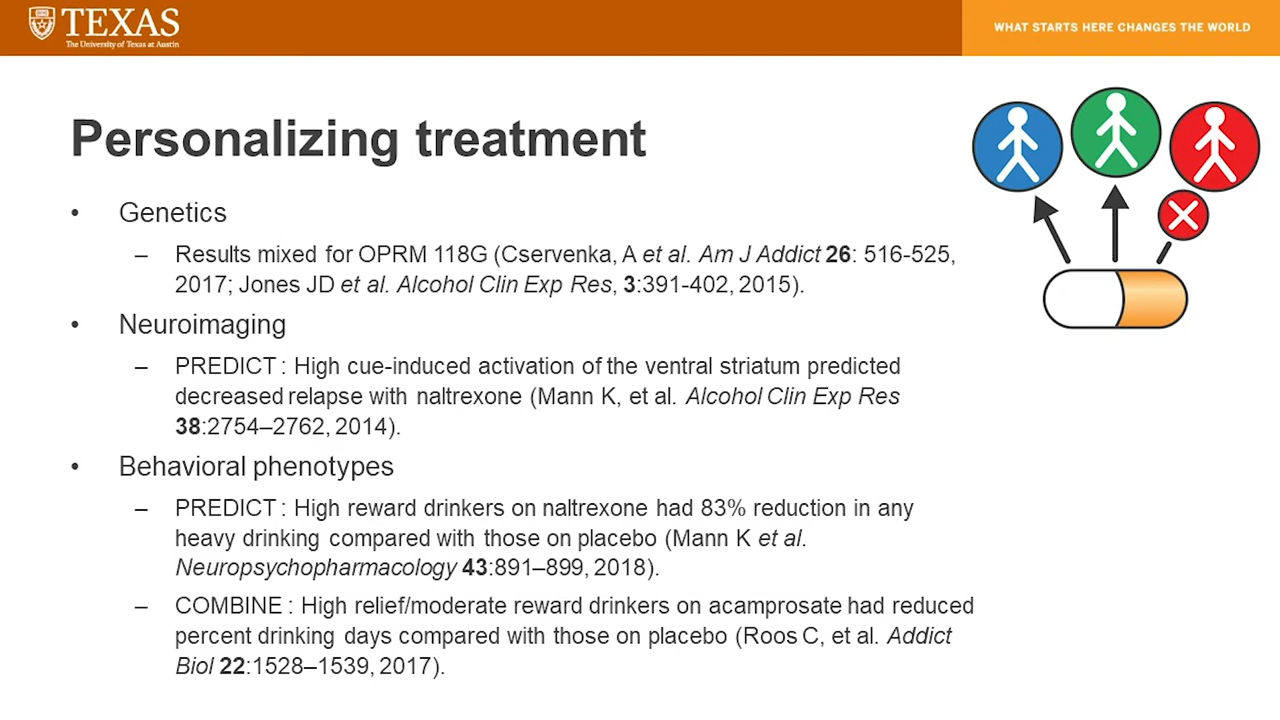 TEXAS
The University of Texas at Austin
WHAT STARTS HERE CHANGES THE WORLD
Personalizing treatment
• Genetics
– Results mixed for OPRM 118G (Cservenka, A et al. Am J Addict 26: 516-525,
2017; Jones JD et al. Alcohol Clin Exp Res, 3:391-402, 2015).
• Neuroimaging
– PREDICT : High cue-induced activation of the ventral striatum predicted
decreased relapse with naltrexone (Mann K, et al. Alcohol Clin Exp Res
38:2754–2762, 2014).
• Behavioral phenotypes
– PREDICT : High reward drinkers on naltrexone had 83% reduction in any
heavy drinking compared with those on placebo (Mann K et al.
Neuropsychopharmacology 43:891–899, 2018).
– COMBINE : High relief/moderate reward drinkers on acamprosate had reduced
percent drinking days compared with those on placebo (Roos C, et al. Addict
Biol 22:1528–1539, 2017).